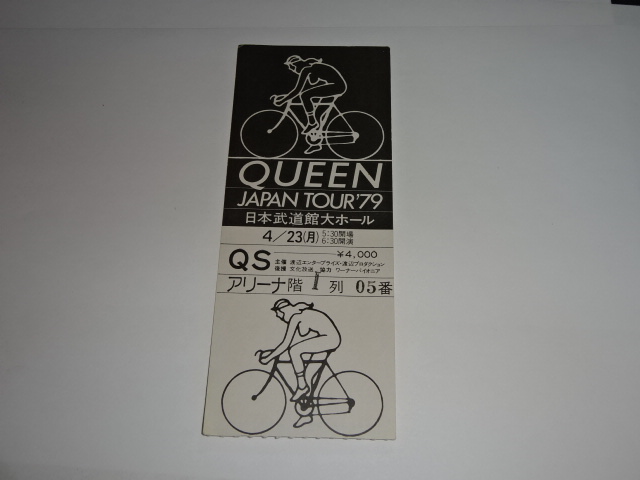 QUEEN
JAPAN TOUR'79
日本武道館大ホール
4/23(月) 5:30開場
6:30開演
¥4,000
QS 主催 渡辺エンタープライズ・渡辺プロダクション
後援 文化放送 協力 ワーナー・パイオニア
アリーナ階 I 列 05番